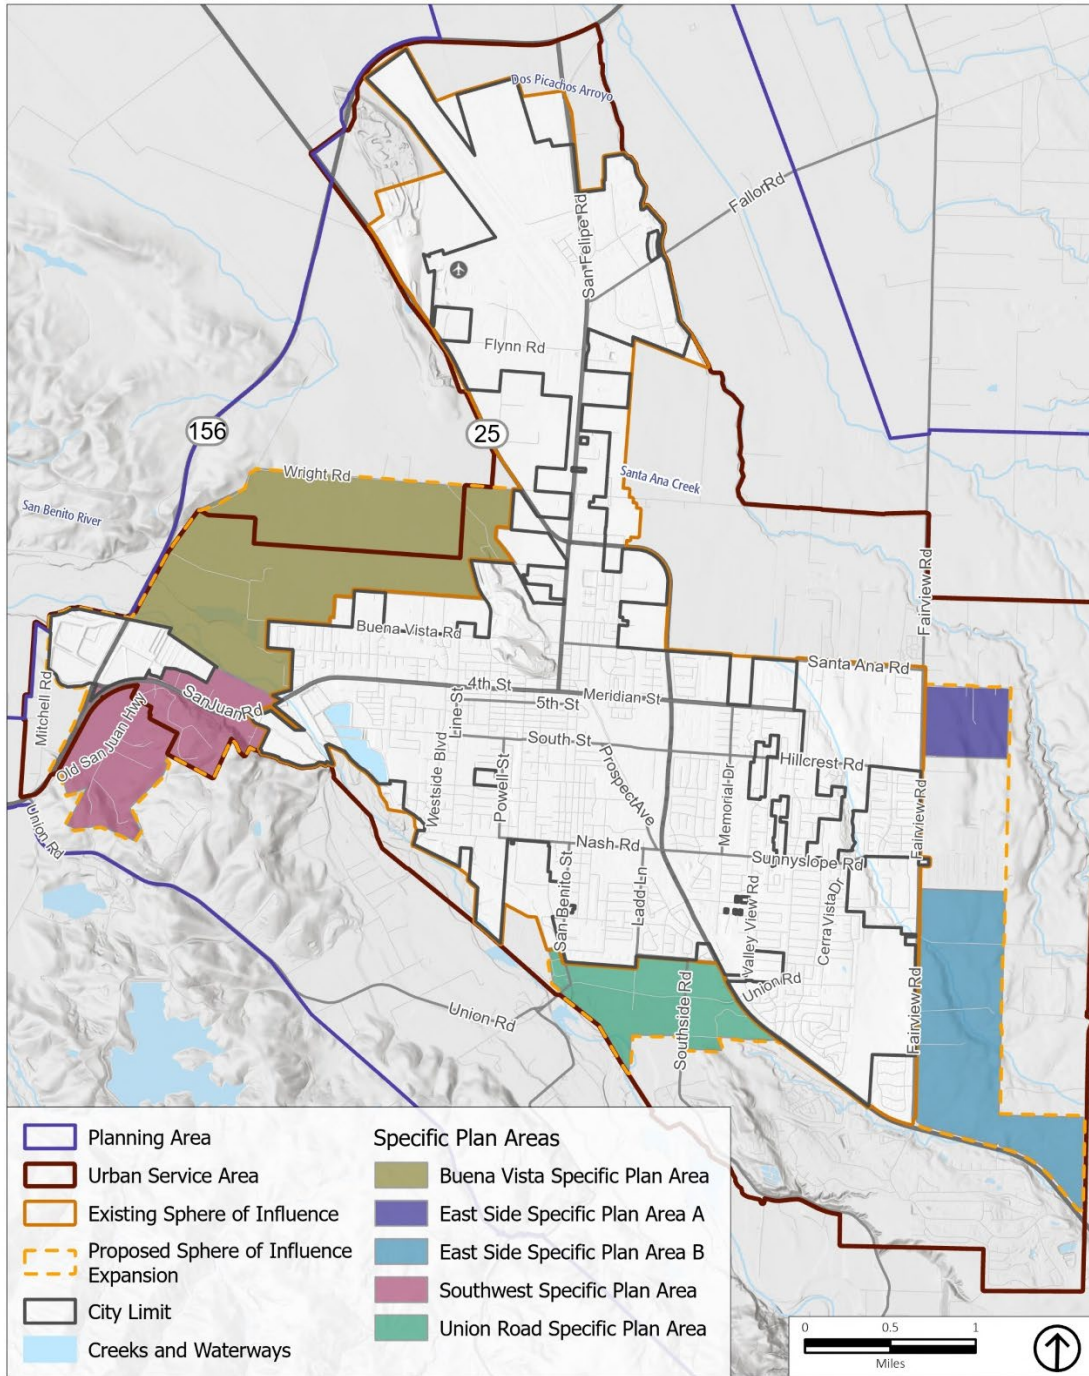 Dos Picachos Arroyo
San Felipe Rd
Fallon Rd
Flynn Rd
156
25
Wright Rd
Santa Ana Creek
San Benito River
Fairview Rd
Buena Vista Rd
Santa Ana Rd
Mitchell Rd
Old San Juan Hwy
San Juan Rd
4th St
Meridian St
5th St
Line St
South St
Hillcrest Rd
Westside Blvd
Powell St
Prospect Ave
Memorial Dr
Union Rd
Fairview Rd
Nash Rd
Sunnyslope Rd
San Benito St
Ladd Ln
Valley View Rd
Cerra Vista Dr
Union Rd
Union Rd
Southside Rd
Fairview Rd
Planning Area
Urban Service Area
Existing Sphere of Influence
Proposed Sphere of Influence
Expansion
City Limit
Creeks and Waterways
Specific Plan Areas
Buena Vista Specific Plan Area
East Side Specific Plan Area A
East Side Specific Plan Area B
Southwest Specific Plan Area
Union Road Specific Plan Area
0 0.5 1
Miles